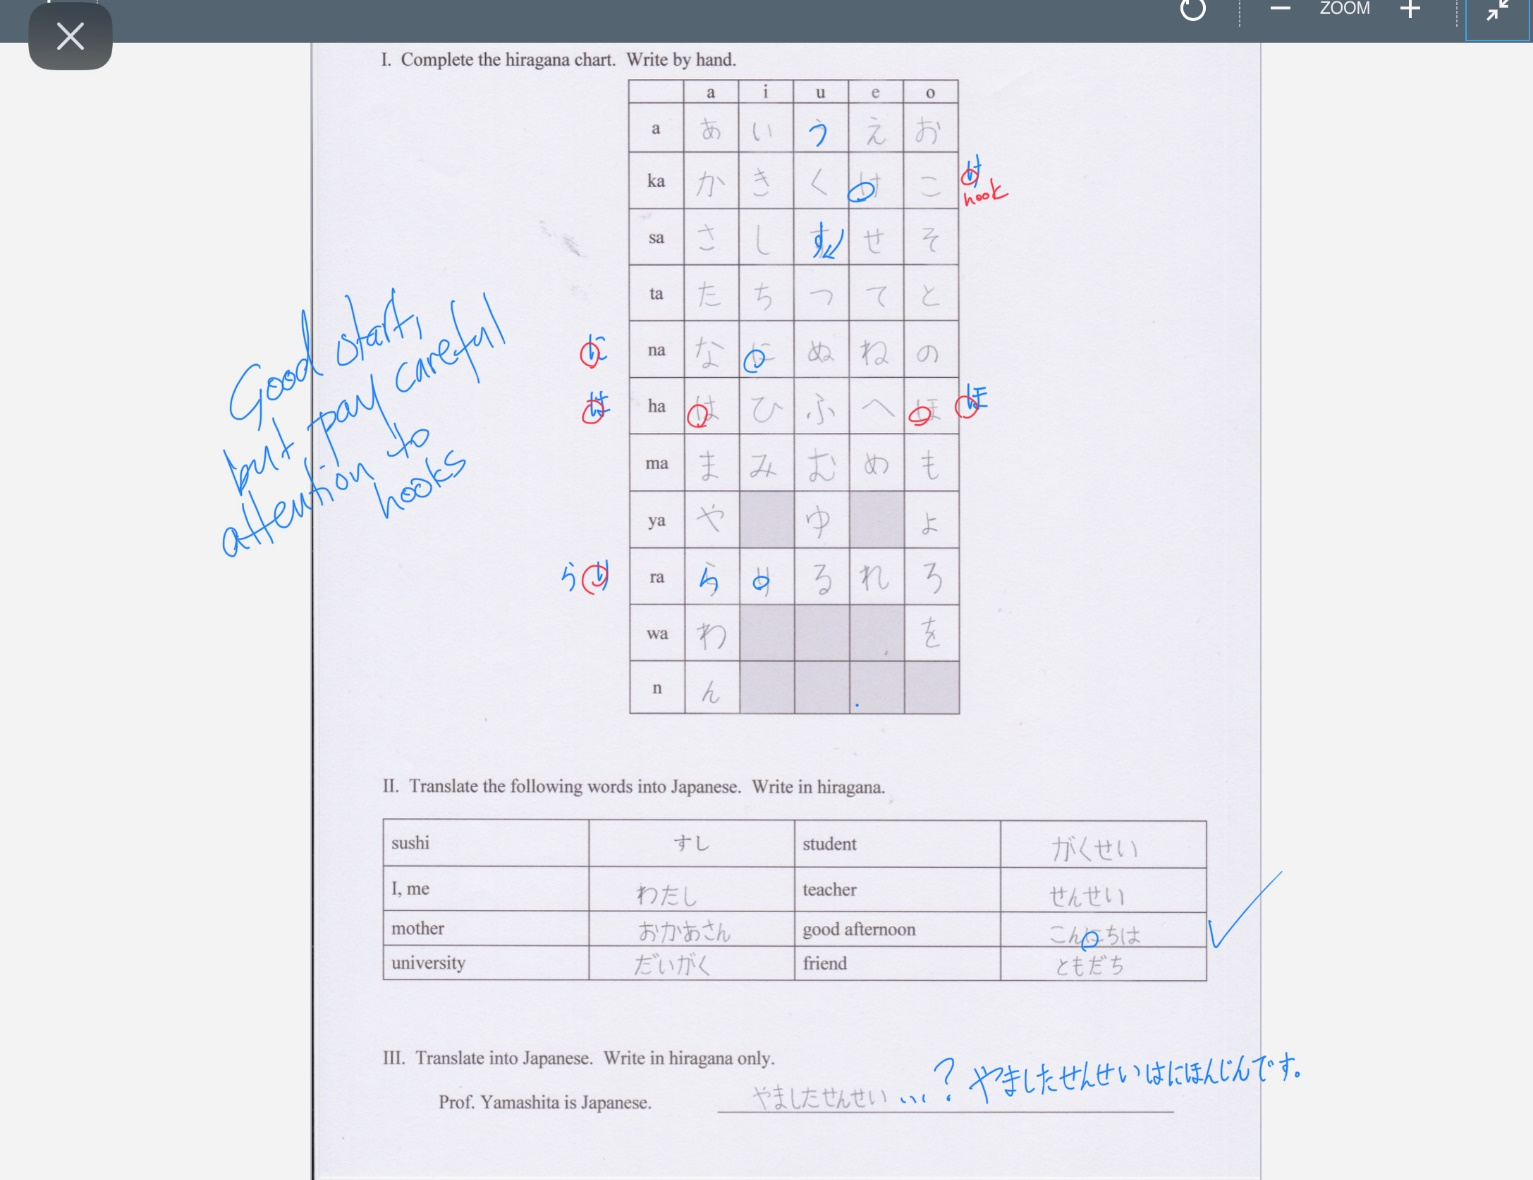 ZOOM
I. Complete the hiragana chart. Write by hand.
a i u e o
a あ い う え お
ka か き く け こ け
hook
sa さ し す せ そ
ta た ち つ て と
に na な に ぬ ね の
は ha は ひ ふ へ ほ ほ
ma ま み む め も
ya や ゆ よ
らり ra ら り る れ ろ
wa わ を
n ん
Good start,
but pay careful
attention to
hooks
II. Translate the following words into Japanese. Write in hiragana.
sushi すし student がくせい
I, me わたし teacher せんせい
mother おかあさん good afternoon こんにちは
university だいがく friend ともだち
III. Translate into Japanese. Write in hiragana only.
Prof. Yamashita is Japanese. やましたせんせい ...? やましたせんせいはにほんじんです。